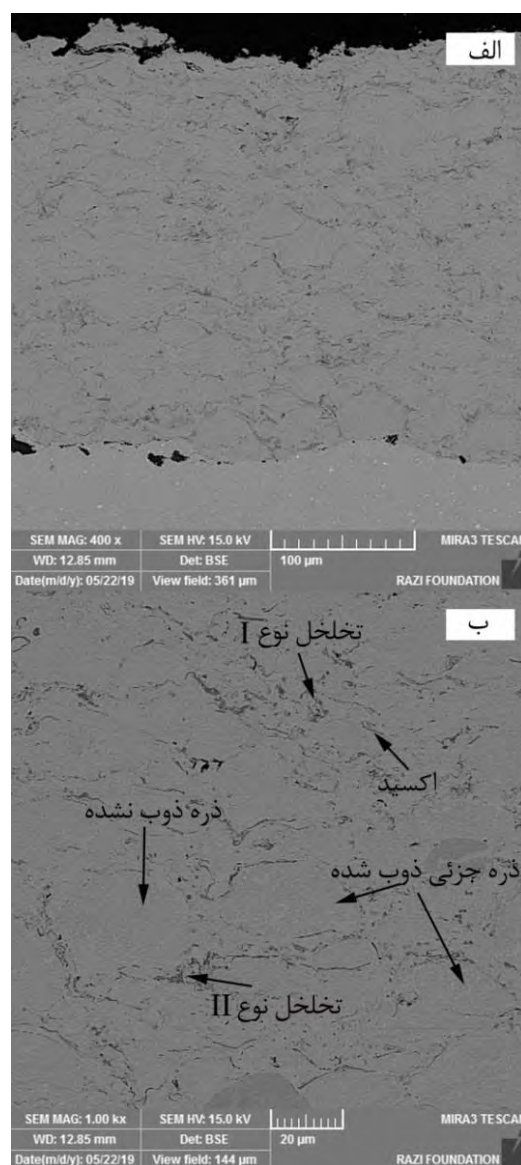 الف
SEM MAG: 400 x SEM HV: 15.0 kV MIRA3 TESCAN
WD: 12.85 mm Det: BSE 100 µm
Date(m/d/y): 05/22/19 View field: 361 µm RAZI FOUNDATION
ب
تخلخل نوع I
اکسید
ذره ذوب نشده
ذره جزئی ذوب شده
تخلخل نوع II
SEM MAG: 1.00 kx SEM HV: 15.0 kV MIRA3 TESCAN
WD: 12.85 mm Det: BSE 20 µm
Date(m/d/y): 05/22/19 View field: 144 µm RAZI FOUNDATION